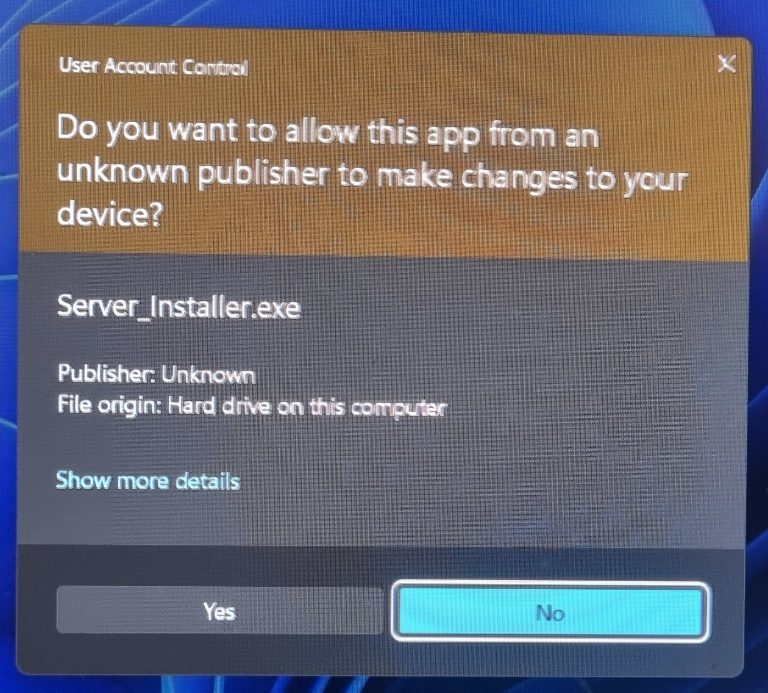 User Account Control
Do you want to allow this app from an
unknown publisher to make changes to your
device?
Server_Installer.exe
Publisher: Unknown
File origin: Hard drive on this computer
Show more details
Yes
No